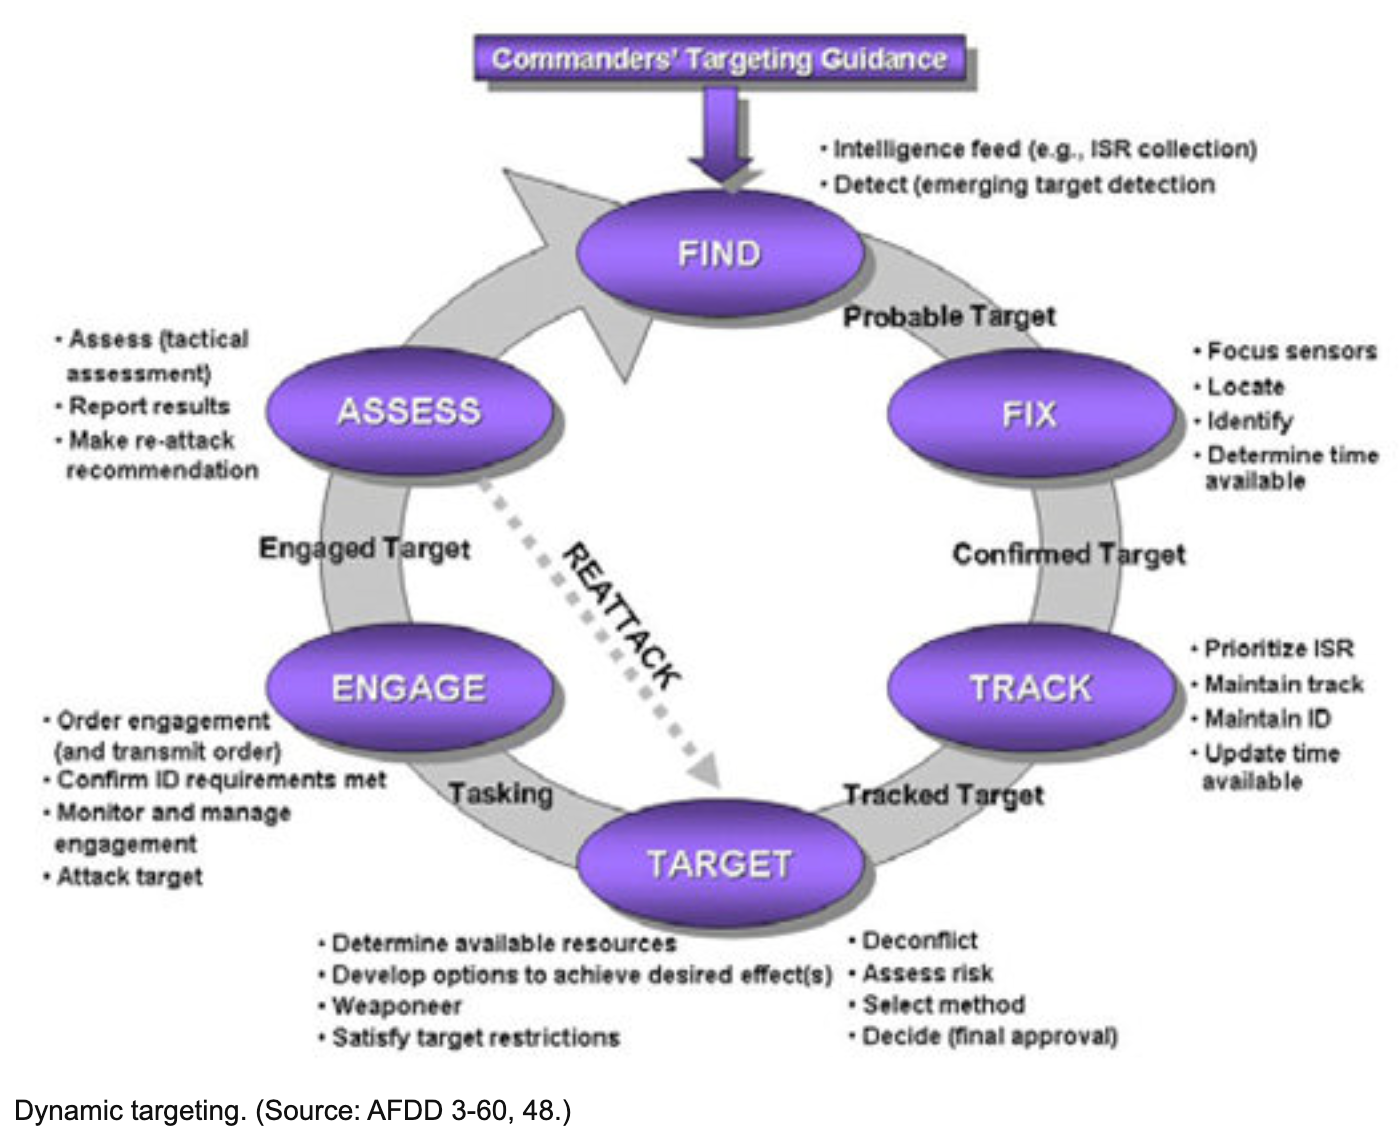 Commanders' Targeting Guidance
• Intelligence feed (e.g., ISR collection)
• Detect (emerging target detection
FIND
Probable Target
FIX
• Focus sensors
• Locate
• Identify
• Determine time
available
Confirmed Target
TRACK
• Prioritize ISR
• Maintain track
• Maintain ID
• Update time
available
Tracked Target
TARGET
• Determine available resources
• Develop options to achieve desired effect(s)
• Weaponeer
• Satisfy target restrictions
• Deconflict
• Assess risk
• Select method
• Decide (final approval)
Tasking
ENGAGE
• Order engagement
(and transmit order)
• Confirm ID requirements met
• Monitor and manage
engagement
• Attack target
Engaged Target
ASSESS
• Assess (tactical
assessment)
• Report results
• Make re-attack
recommendation
REATTACK
Dynamic targeting. (Source: AFDD 3-60, 48.)